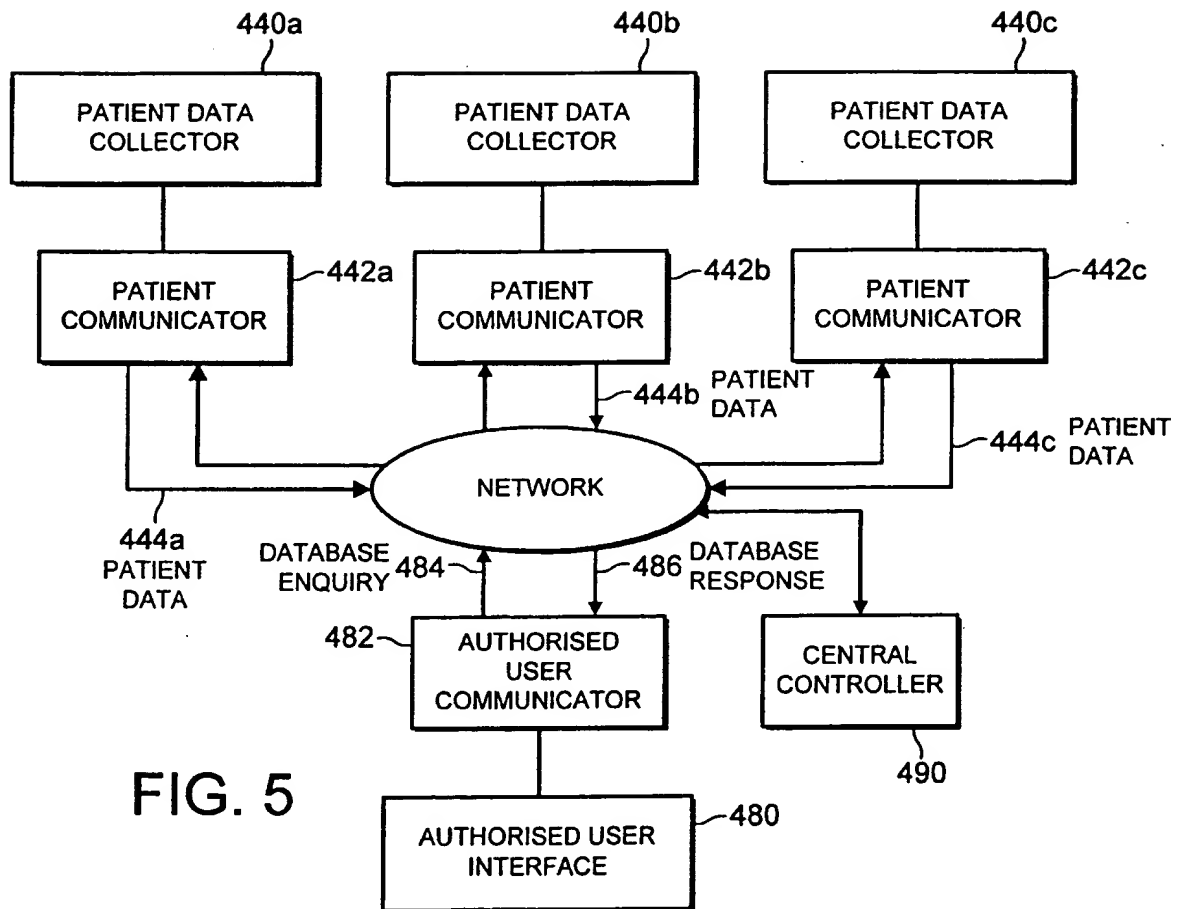 440a
440b
440c
PATIENT DATA
COLLECTOR
PATIENT DATA
COLLECTOR
PATIENT DATA
COLLECTOR
442a
442b
442c
PATIENT
COMMUNICATOR
PATIENT
COMMUNICATOR
PATIENT
COMMUNICATOR
444b PATIENT
DATA
444c PATIENT
DATA
NETWORK
444a
PATIENT
DATA
DATABASE
ENQUIRY 484
486 DATABASE
RESPONSE
482
AUTHORISED
USER
COMMUNICATOR
CENTRAL
CONTROLLER
490
FIG. 5
AUTHORISED USER
INTERFACE
480